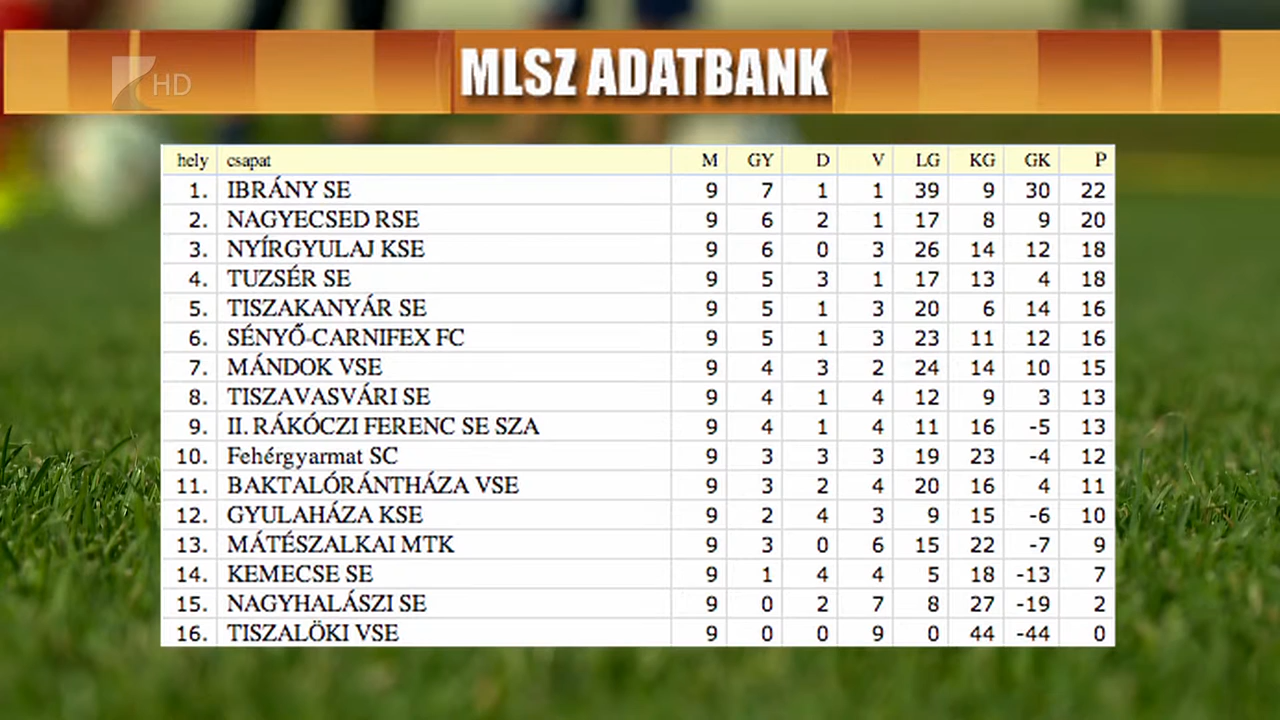 MLSZ ADATBANK
HD
hely csapat M GY D V LG KG GK P
1. IBRÁNY SE 9 7 1 1 39 9 30 22
2. NAGYECSED RSE 9 6 2 1 17 8 9 20
3. NYÍRGYULAJ KSE 9 6 0 3 26 14 12 18
4. TUZSÉR SE 9 5 3 1 17 13 4 18
5. TISZAKANYÁR SE 9 5 1 3 20 6 14 16
6. SÉNYŐ-CARNIFEX FC 9 5 1 3 23 11 12 16
7. MÁNDOK VSE 9 4 3 2 24 14 10 15
8. TISZAVASVÁRI SE 9 4 1 4 12 9 3 13
9. II. RÁKÓCZI FERENC SE SZA 9 4 1 4 11 16 -5 13
10. Fehérgyarmat SC 9 3 3 3 19 23 -4 12
11. BAKTALÓRÁNTHÁZA VSE 9 3 2 4 20 16 4 11
12. GYULAHÁZA KSE 9 2 4 3 9 15 -6 10
13. MÁTÉSZALKAI MTK 9 3 0 6 15 22 -7 9
14. KEMECSE SE 9 1 4 4 5 18 -13 7
15. NAGYHALÁSZI SE 9 0 2 7 8 27 -19 2
16. TISZALÖKI VSE 9 0 0 9 0 44 -44 0